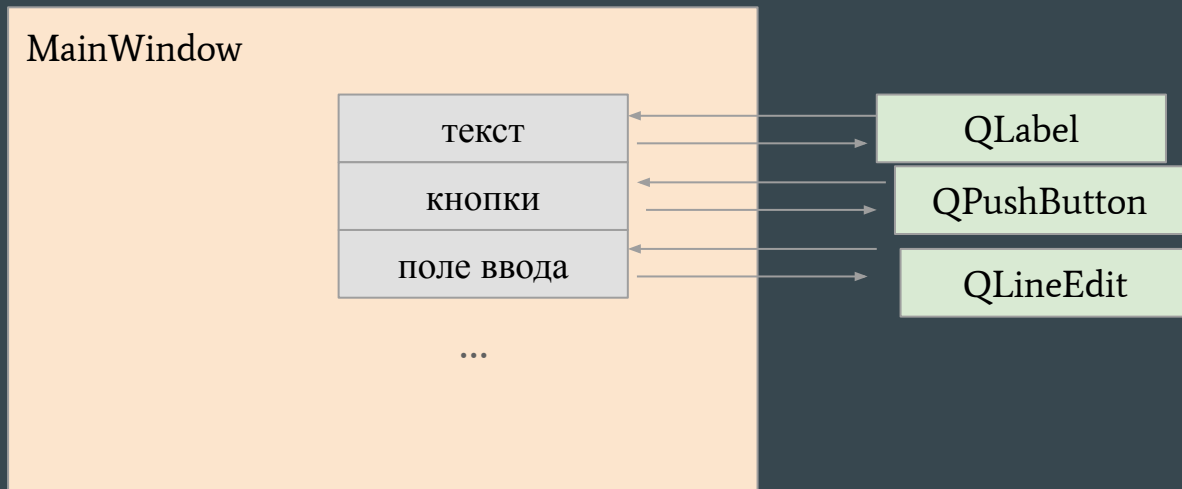 MainWindow
текст
QLabel
кнопки
QPushButton
поле ввода
QLineEdit
...